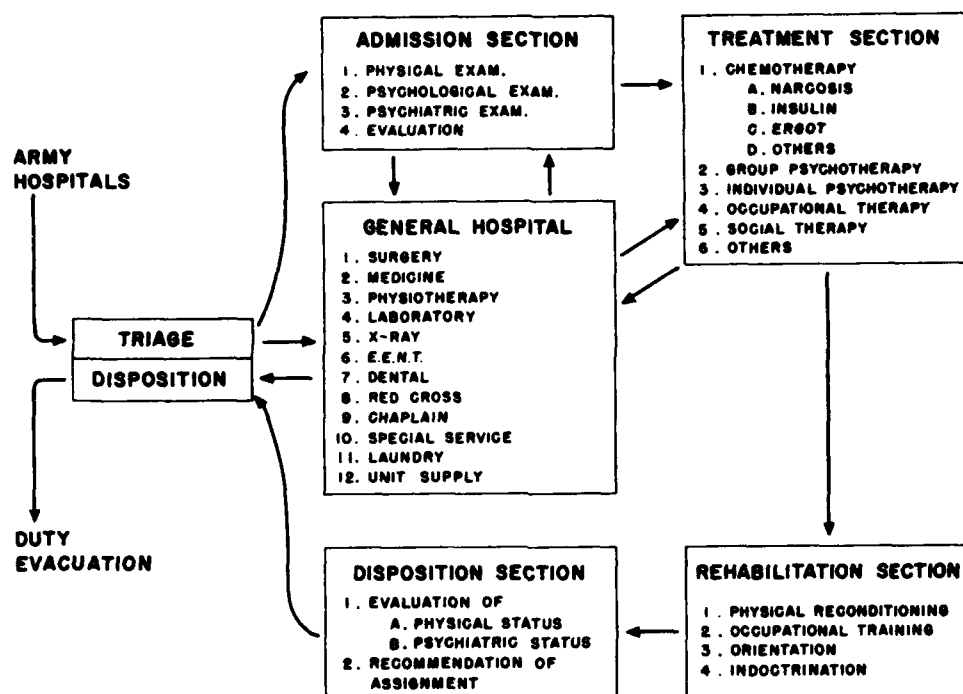 ARMY
HOSPITALS
TRIAGE
DISPOSITION
DUTY
EVACUATION
ADMISSION SECTION
1. PHYSICAL EXAM.
2. PSYCHOLOGICAL EXAM.
3. PSYCHIATRIC EXAM.
4. EVALUATION
GENERAL HOSPITAL
1. SURGERY
2. MEDICINE
3. PHYSIOTHERAPY
4. LABORATORY
5. X-RAY
6. E.E.N.T.
7. DENTAL
8. RED CROSS
9. CHAPLAIN
10. SPECIAL SERVICE
11. LAUNDRY
12. UNIT SUPPLY
TREATMENT SECTION
1. CHEMOTHERAPY
A. NARCOSIS
B. INSULIN
C. ERGOT
D. OTHERS
2. GROUP PSYCHOTHERAPY
3. INDIVIDUAL PSYCHOTHERAPY
4. OCCUPATIONAL THERAPY
5. SOCIAL THERAPY
6. OTHERS
REHABILITATION SECTION
1. PHYSICAL RECONDITIONING
2. OCCUPATIONAL TRAINING
3. ORIENTATION
4. INDOCTRINATION
DISPOSITION SECTION
1. EVALUATION OF
A. PHYSICAL STATUS
B. PSYCHIATRIC STATUS
2. RECOMMENDATION OF
ASSIGNMENT